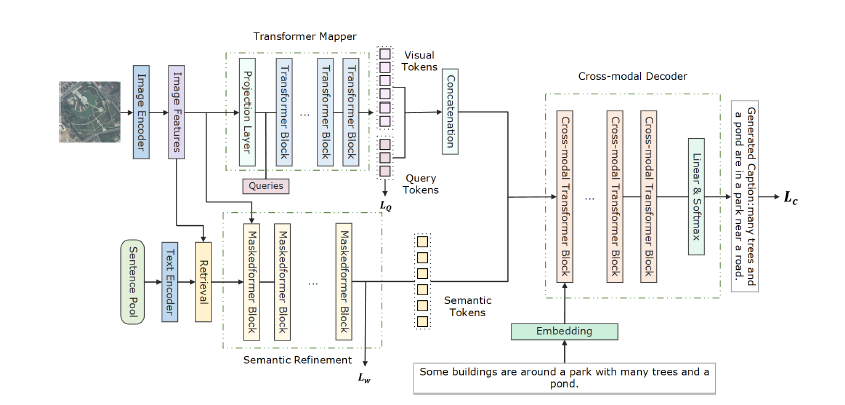 Transformer Mapper
Visual
Tokens
Cross-modal Decoder
Image Encoder
Image Features
Projection Layer
Transformer Block
...
Transformer Block
Transformer Block
Concatenation
Queries
Query
Tokens
L_Q
Cross-modal Transformer Block
...
Cross-modal Transformer Block
Cross-modal Transformer Block
Linear & Softmax
Generated Caption:many trees and
a pond are in a park near a road.
L_C
Sentence Pool
Text Encoder
Retrieval
Maskedformer Block
Maskedformer Block
...
Maskedformer Block
Semantic
Tokens
Semantic Refinement
L_w
Embedding
Some buildings are around a park with many trees and a
pond.